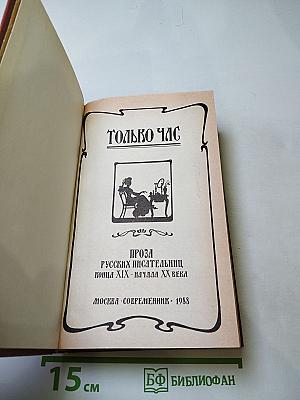 ТОЛЬКО ЧАС
ПРОЗА
РУССКИХ ПИСАТЕЛЬНИЦ
КОНЦА XIX - НАЧАЛА XX ВЕКА
МОСКВА · СОВРЕМЕННИК · 1988
15 см
БФ БИБЛИОФАН